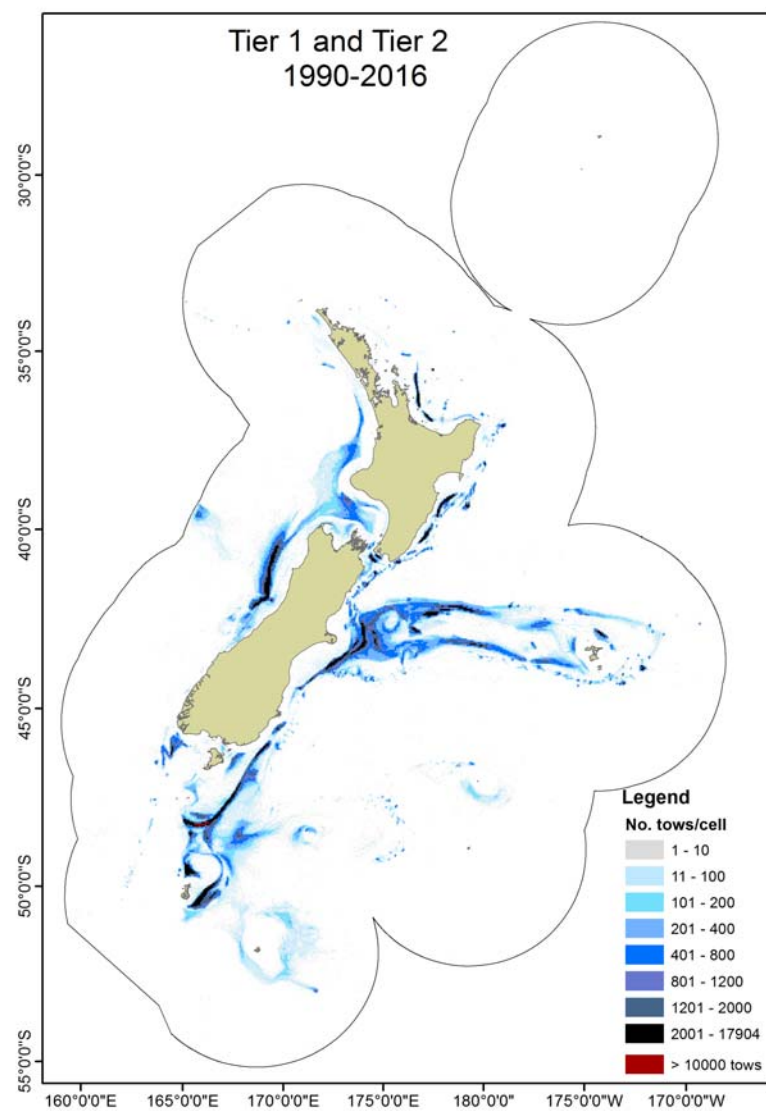 Tier 1 and Tier 2
1990-2016
30°0'0"S
35°0'0"S
40°0'0"S
45°0'0"S
50°0'0"S
55°0'0"S
Legend
No. tows/cell
1 - 10
11 - 100
101 - 200
201 - 400
401 - 800
801 - 1200
1201 - 2000
2001 - 17904
> 10000 tows
160°0'0"E
165°0'0"E
170°0'0"E
175°0'0"E
180°0'0"
175°0'0"W
170°0'0"W